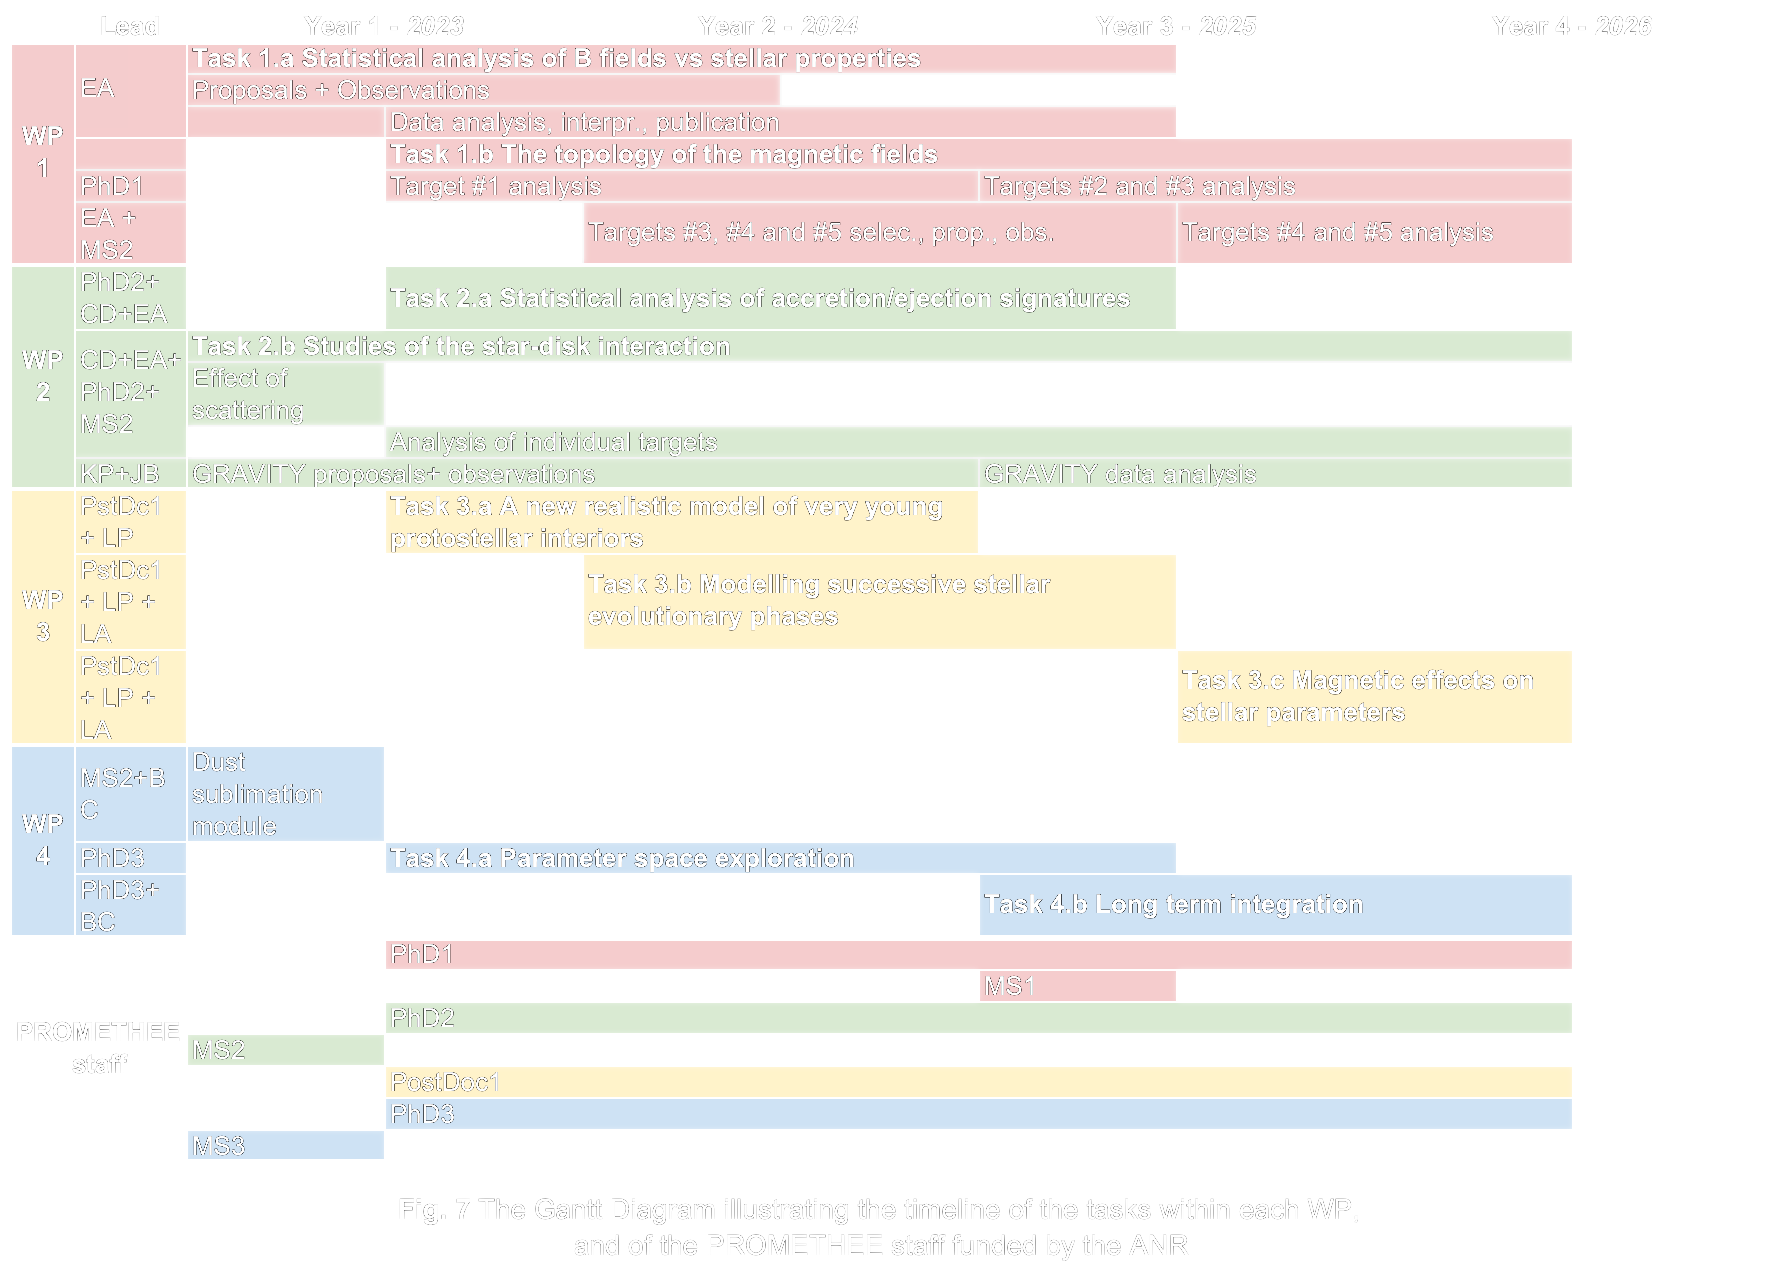 Lead Year 1 - 2023 Year 2 - 2024 Year 3 - 2025 Year 4 - 2026
WP
1
EA
Task 1.a Statistical analysis of B fields vs stellar properties
Proposals + Observations
Data analysis, interpr., publication
Task 1.b The topology of the magnetic fields
PhD1
Target #1 analysis
Targets #2 and #3 analysis
EA +
MS2
Targets #3, #4 and #5 selec., prop., obs.
Targets #4 and #5 analysis
WP
2
PhD2+
CD+EA
Task 2.a Statistical analysis of accretion/ejection signatures
CD+EA+
PhD2+
MS2
Task 2.b Studies of the star-disk interaction
Effect of
scattering
Analysis of individual targets
KP+JB
GRAVITY proposals+ observations
GRAVITY data analysis
WP
3
PstDc1
+ LP
Task 3.a A new realistic model of very young
protostellar interiors
PstDc1
+ LP +
LA
Task 3.b Modelling successive stellar
evolutionary phases
PstDc1
+ LP +
LA
Task 3.c Magnetic effects on
stellar parameters
WP
4
MS2+B
C
Dust
sublimation
module
PhD3
Task 4.a Parameter space exploration
PhD3+
BC
Task 4.b Long term integration
PROMETHEE
staff
PhD1
MS1
PhD2
MS2
PostDoc1
PhD3
MS3
Fig. 7 The Gantt Diagram illustrating the timeline of the tasks within each WP,
and of the PROMETHEE staff funded by the ANR